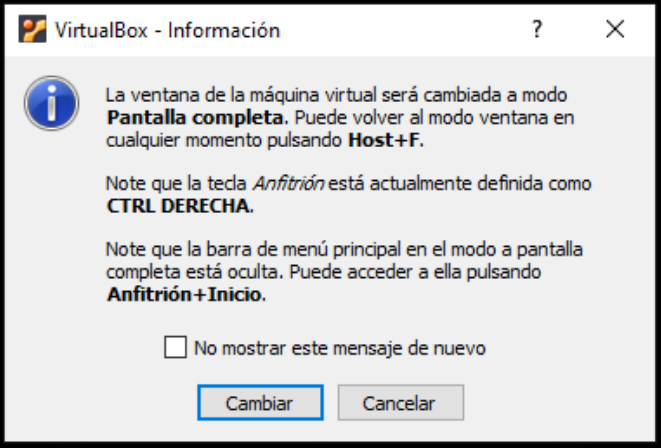 VirtualBox - Información
?
La ventana de la máquina virtual será cambiada a modo
Pantalla completa. Puede volver al modo ventana en
cualquier momento pulsando Host+F.
Note que la tecla Anfitrión está actualmente definida como
CTRL DERECHA.
Note que la barra de menú principal en el modo a pantalla
completa está oculta. Puede acceder a ella pulsando
Anfitrión+Inicio.
No mostrar este mensaje de nuevo
Cambiar Cancelar